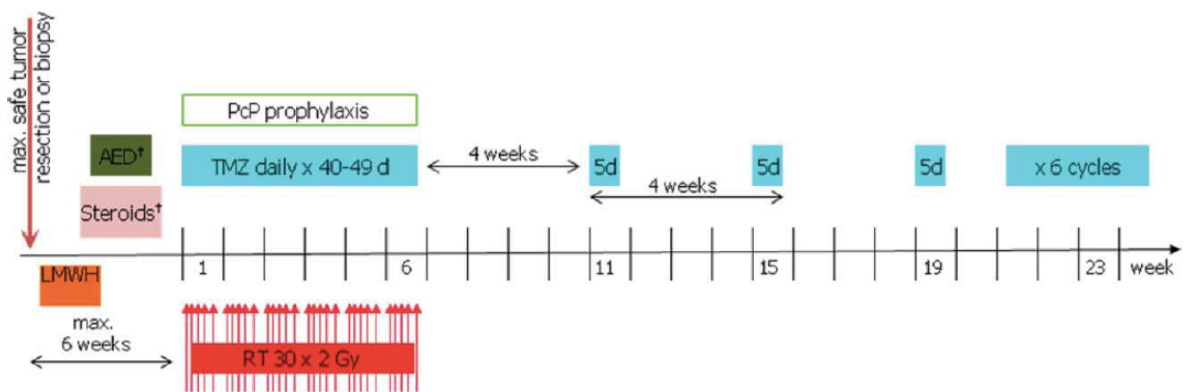 max. safe tumor
resection or biopsy
PcP prophylaxis
AED†
TMZ daily x 40-49 d
4 weeks
5d
5d
5d
x 6 cycles
4 weeks
Steroids†
1
6
11
15
19
23
week
LMWH
max.
6 weeks
RT 30 x 2 Gy